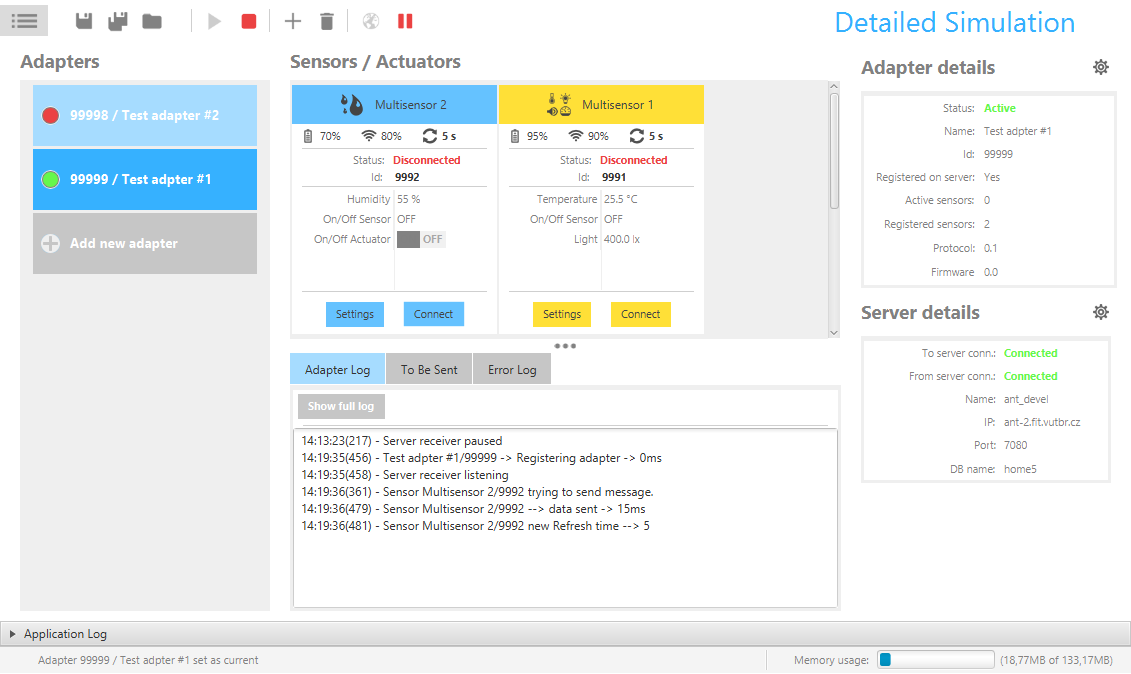 Detailed Simulation
Adapters
99998 / Test adapter #2
99999 / Test adpter #1
Add new adapter
Sensors / Actuators
Multisensor 2
70% 80% 5 s
Status: Disconnected
Id: 9992
Humidity 55 %
On/Off Sensor OFF
On/Off Actuator OFF
Settings Connect
Multisensor 1
95% 90% 5 s
Status: Disconnected
Id: 9991
Temperature 25.5 °C
On/Off Sensor OFF
Light 400.0 lx
Settings Connect
Adapter Log To Be Sent Error Log
Show full log
14:13:23(217) - Server receiver paused
14:19:35(456) - Test adpter #1/99999 -> Registering adapter -> 0ms
14:19:35(458) - Server receiver listening
14:19:36(361) - Sensor Multisensor 2/9992 trying to send message.
14:19:36(479) - Sensor Multisensor 2/9992 --> data sent -> 15ms
14:19:36(481) - Sensor Multisensor 2/9992 new Refresh time --> 5
Adapter details
Status: Active
Name: Test adpter #1
Id: 99999
Registered on server: Yes
Active sensors: 0
Registered sensors: 2
Protocol: 0.1
Firmware 0.0
Server details
To server conn.: Connected
From server conn.: Connected
Name: ant_devel
IP: ant-2.fit.vutbr.cz
Port: 7080
DB name: home5
Application Log
Adapter 99999 / Test adpter #1 set as current
Memory usage: (18,77MB of 133,17MB)